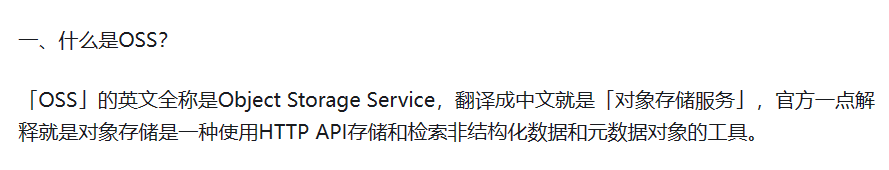 一、什么是OSS？
「OSS」的英文全称是Object Storage Service，翻译成中文就是「对象存储服务」，官方一点解
释就是对象存储是一种使用HTTP API存储和检索非结构化数据和元数据对象的工具。